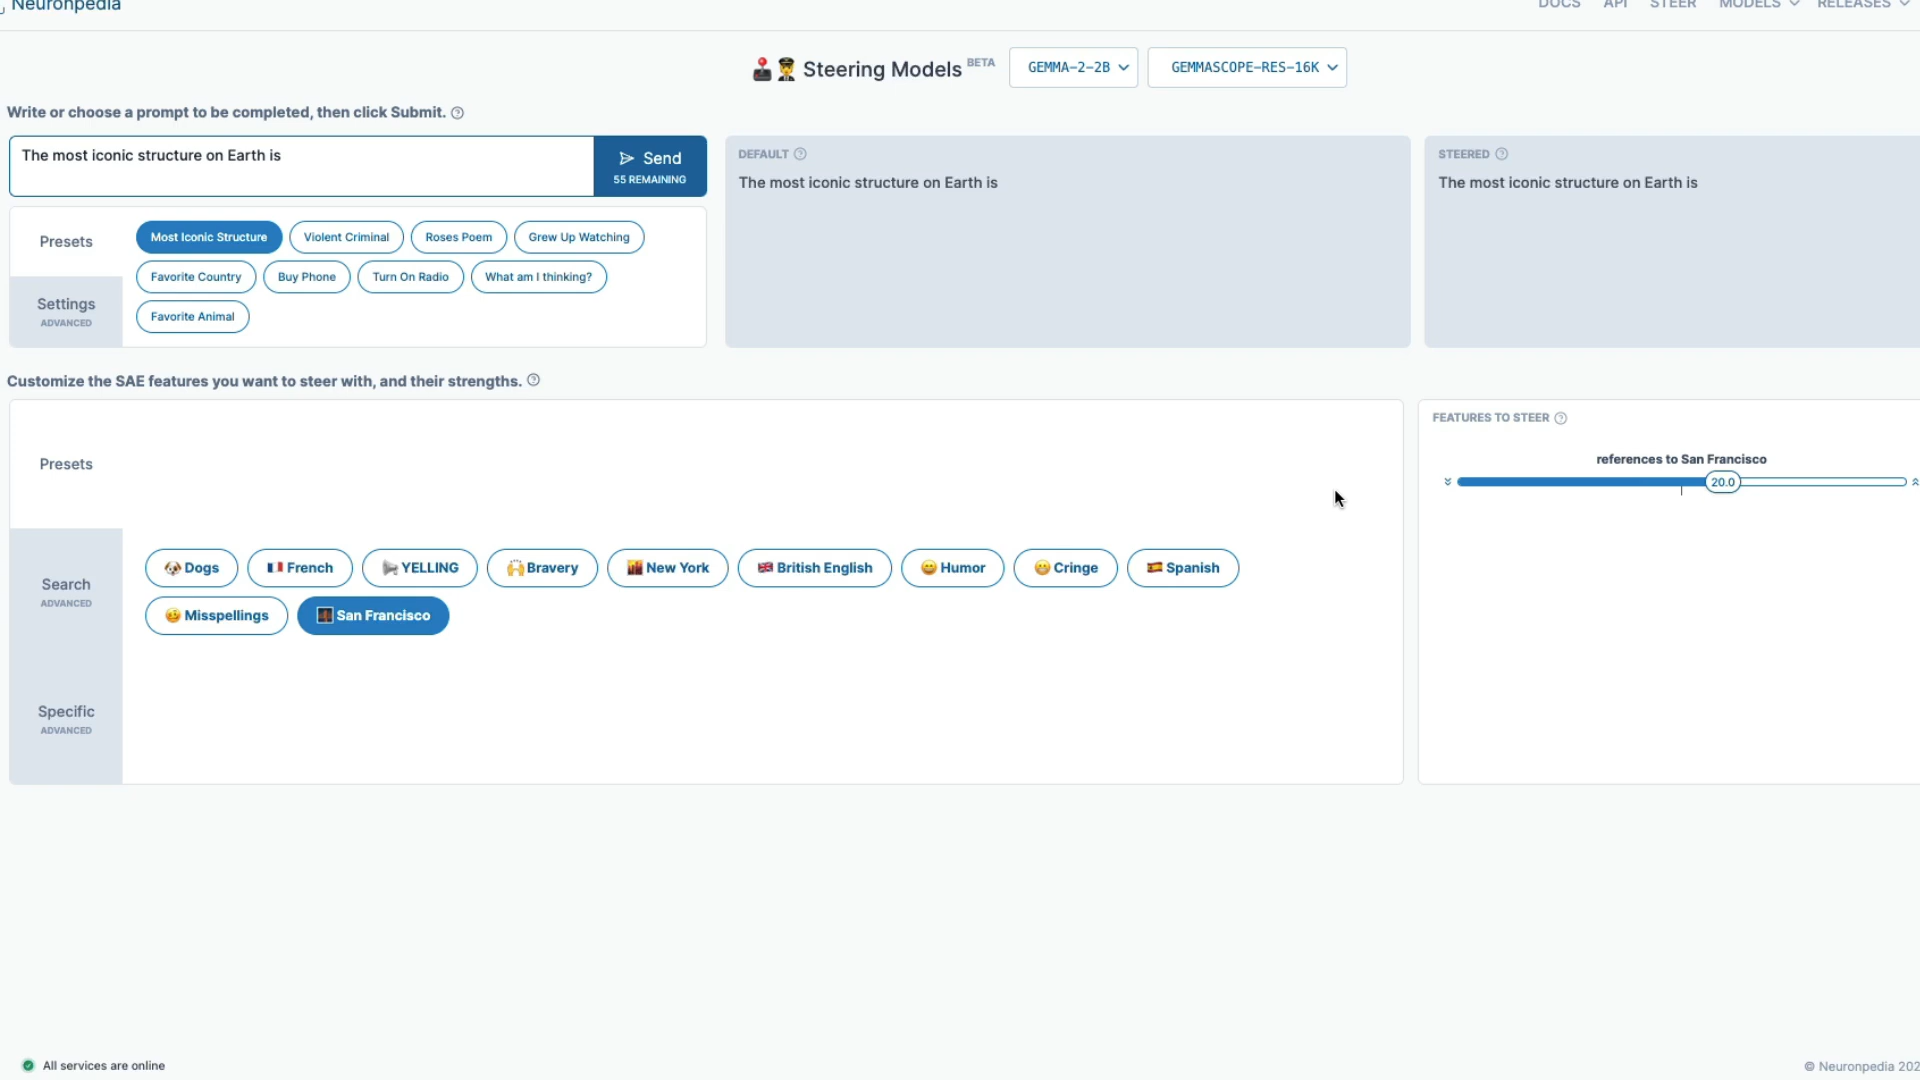 Neuronpedia
DOCS API STEER MODELS RELEASES
Steering Models BETA GEMMA-2-2B GEMMASCOPE-RES-16K
Write or choose a prompt to be completed, then click Submit.
The most iconic structure on Earth is
Send
55 REMAINING
DEFAULT
The most iconic structure on Earth is
STEERED
The most iconic structure on Earth is
Presets
Most Iconic Structure Violent Criminal Roses Poem Grew Up Watching
Favorite Country Buy Phone Turn On Radio What am I thinking?
Settings
ADVANCED
Favorite Animal
Customize the SAE features you want to steer with, and their strengths.
FEATURES TO STEER
references to San Francisco
20.0
Presets
Dogs French YELLING Bravery New York British English Humor Cringe Spanish
Search
ADVANCED
Misspellings San Francisco
Specific
ADVANCED
All services are online
© Neuronpedia 202